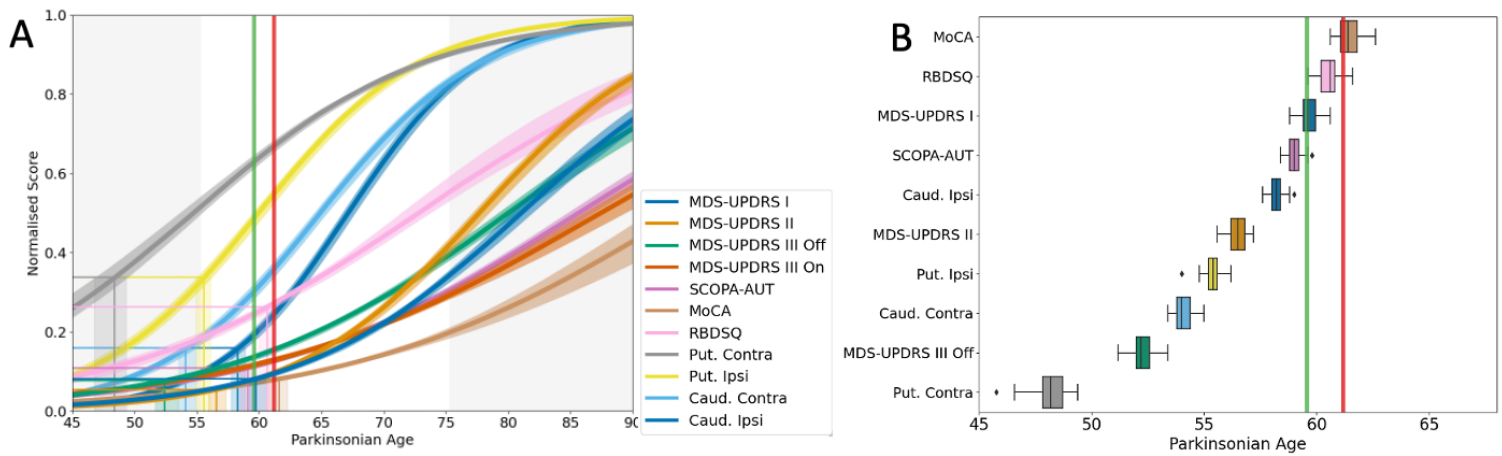 A
1.0
0.8
0.6
0.4
0.2
0.0
Normalised Score
45 50 55 60 65 70 75 80 85 90
Parkinsonian Age
MDS-UPDRS I
MDS-UPDRS II
MDS-UPDRS III Off
MDS-UPDRS III On
SCOPA-AUT
MoCA
RBDSQ
Put. Contra
Put. Ipsi
Caud. Contra
Caud. Ipsi
B
MoCA
RBDSQ
MDS-UPDRS I
SCOPA-AUT
Caud. Ipsi
MDS-UPDRS II
Put. Ipsi
Caud. Contra
MDS-UPDRS III Off
Put. Contra
45 50 55 60 65
Parkinsonian Age